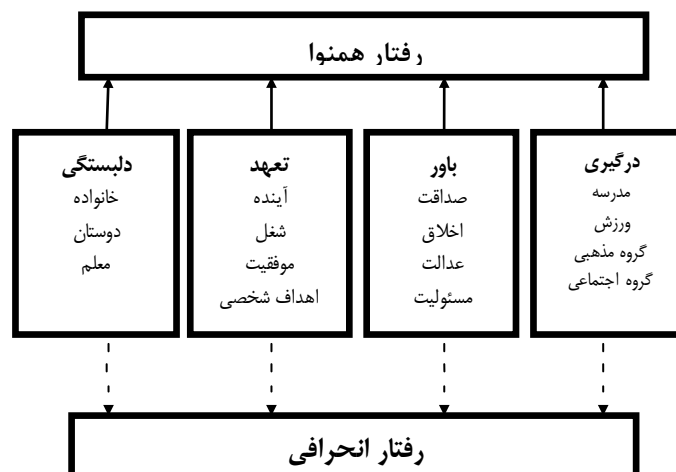 رفتار همنوا
درگیری
مدرسه
ورزش
گروه مذهبی
گروه اجتماعی
باور
صداقت
اخلاق
عدالت
مسئولیت
تعهد
آینده
شغل
موفقیت
اهداف شخصی
دلبستگی
خانواده
دوستان
معلم
رفتار انحرافی